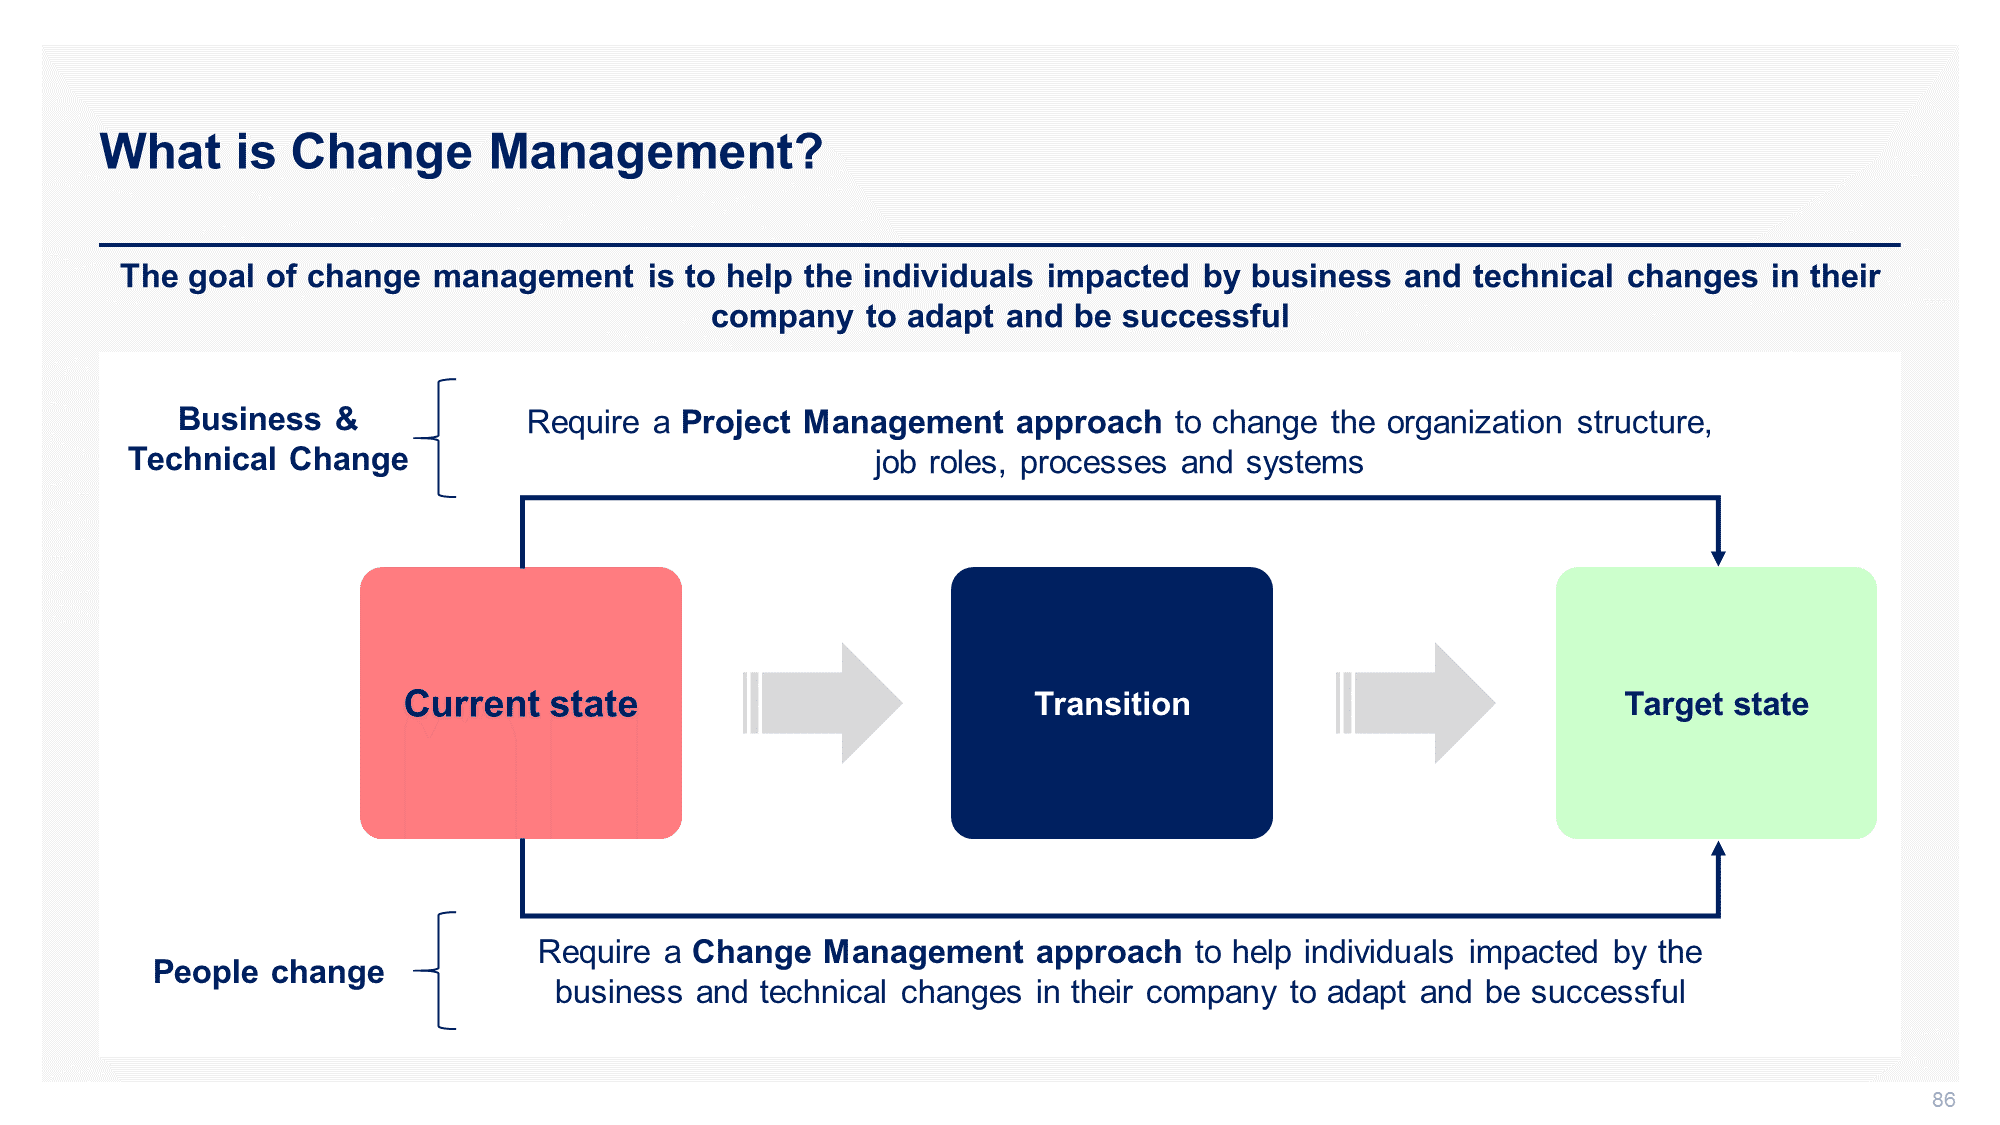 What is Change Management?
The goal of change management is to help the individuals impacted by business and technical changes in their
company to adapt and be successful
Business &
Technical Change
Require a Project Management approach to change the organization structure,
job roles, processes and systems
Current state
Transition
Target state
People change
Require a Change Management approach to help individuals impacted by the
business and technical changes in their company to adapt and be successful
86